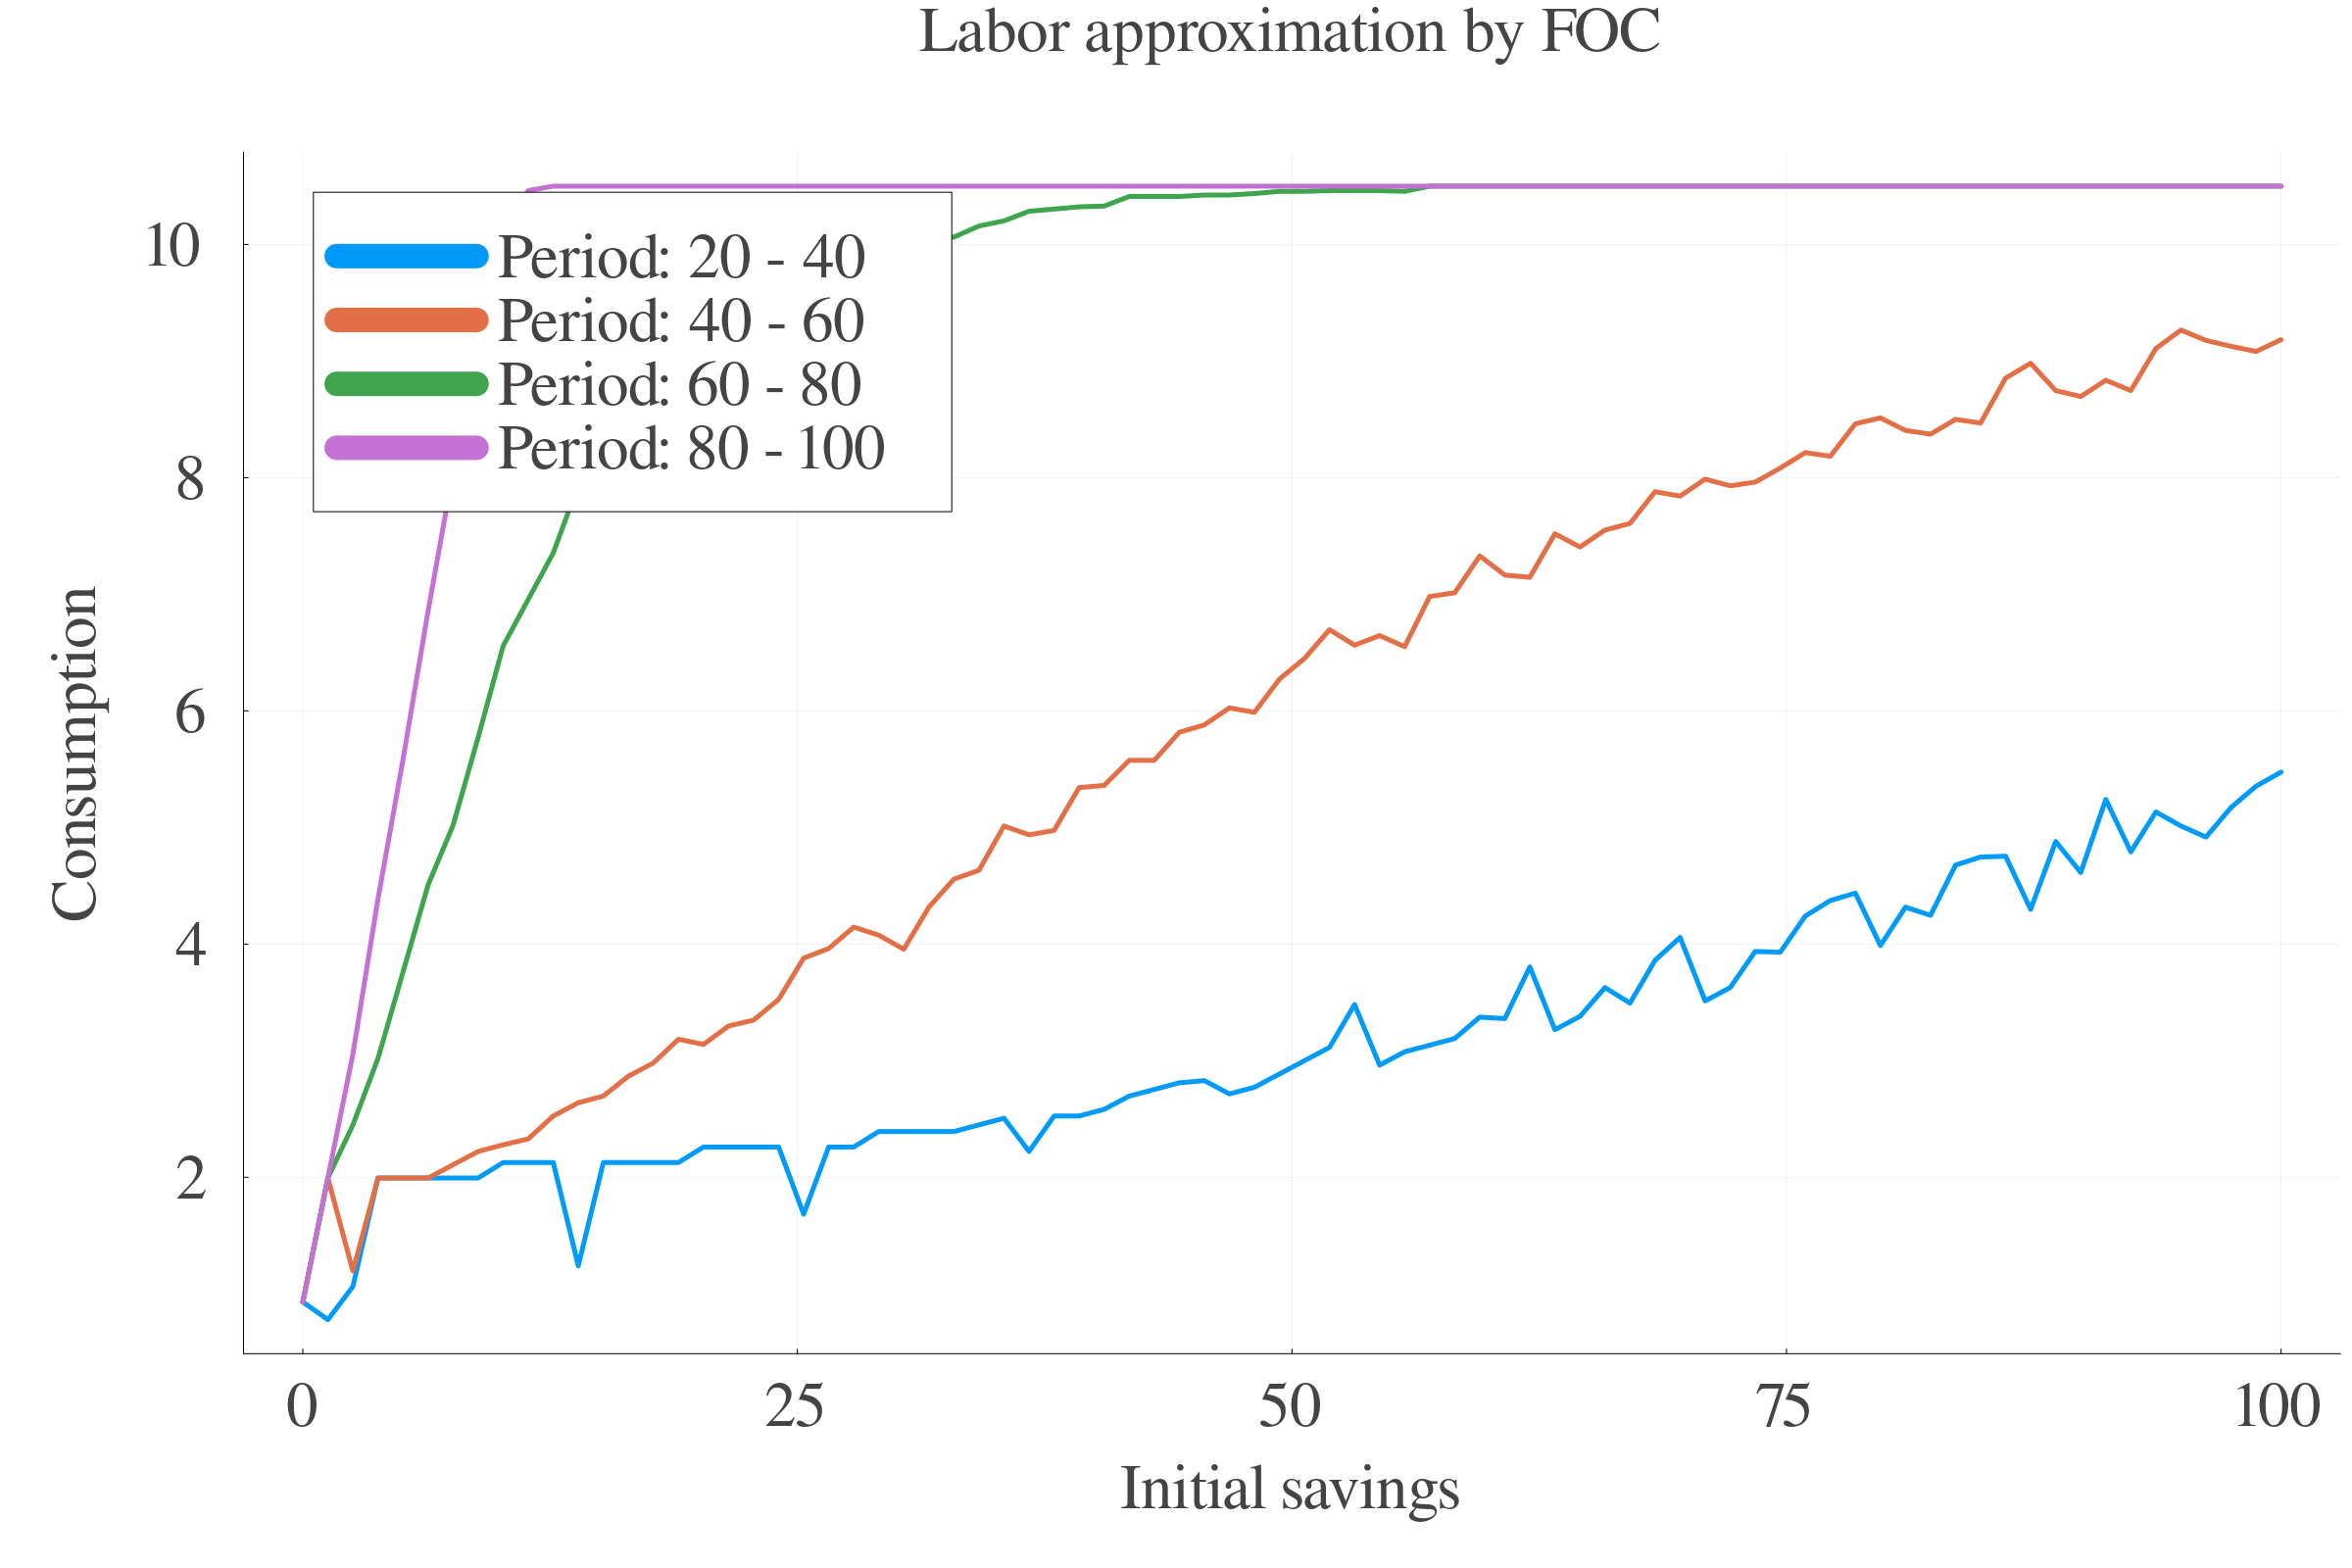 Labor approximation by FOC
10
8
6
4
2
Consumption
Period: 20 - 40
Period: 40 - 60
Period: 60 - 80
Period: 80 - 100
0 25 50 75 100
Initial savings